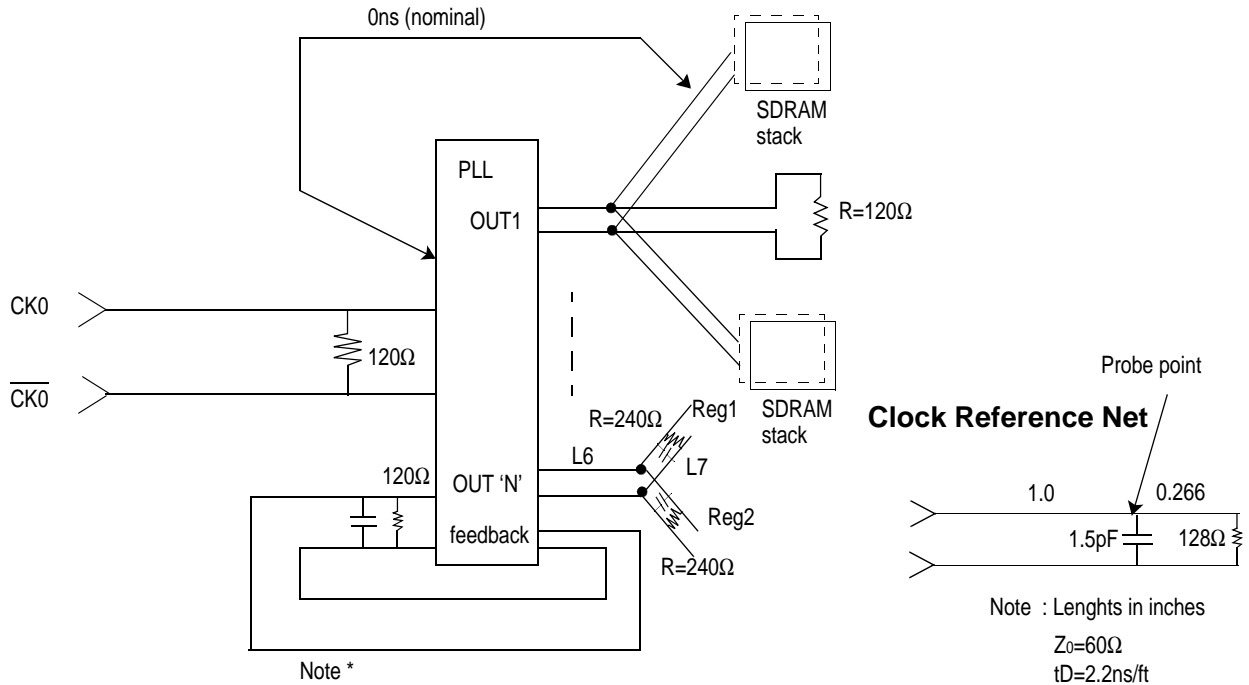 0ns (nominal)
SDRAM
stack
PLL
OUT1
R=120Ω
CK0
120Ω
CK0
SDRAM
stack
Probe point
Clock Reference Net
Reg1
R=240Ω
L6
L7
120Ω
OUT ‘N’
Reg2
feedback
R=240Ω
1.0
0.266
1.5pF
128Ω
Note : Lenghts in inches
Z0=60Ω
tD=2.2ns/ft
Note *